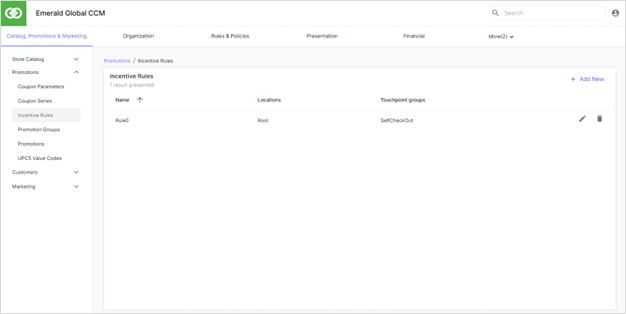 Emerald Global CCM
Search
Catalog, Promotions & Marketing
Organization
Rules & Policies
Presentation
Financial
More(2)
Store Catalog
Promotions
Coupon Parameters
Coupon Series
Incentive Rules
Promotion Groups
Promotions
UPC5 Value Codes
Customers
Marketing
Promotions / Incentive Rules
Incentive Rules
1 result presented
+ Add New
Name Locations Touchpoint groups
Rule0 Root SelfCheckOut